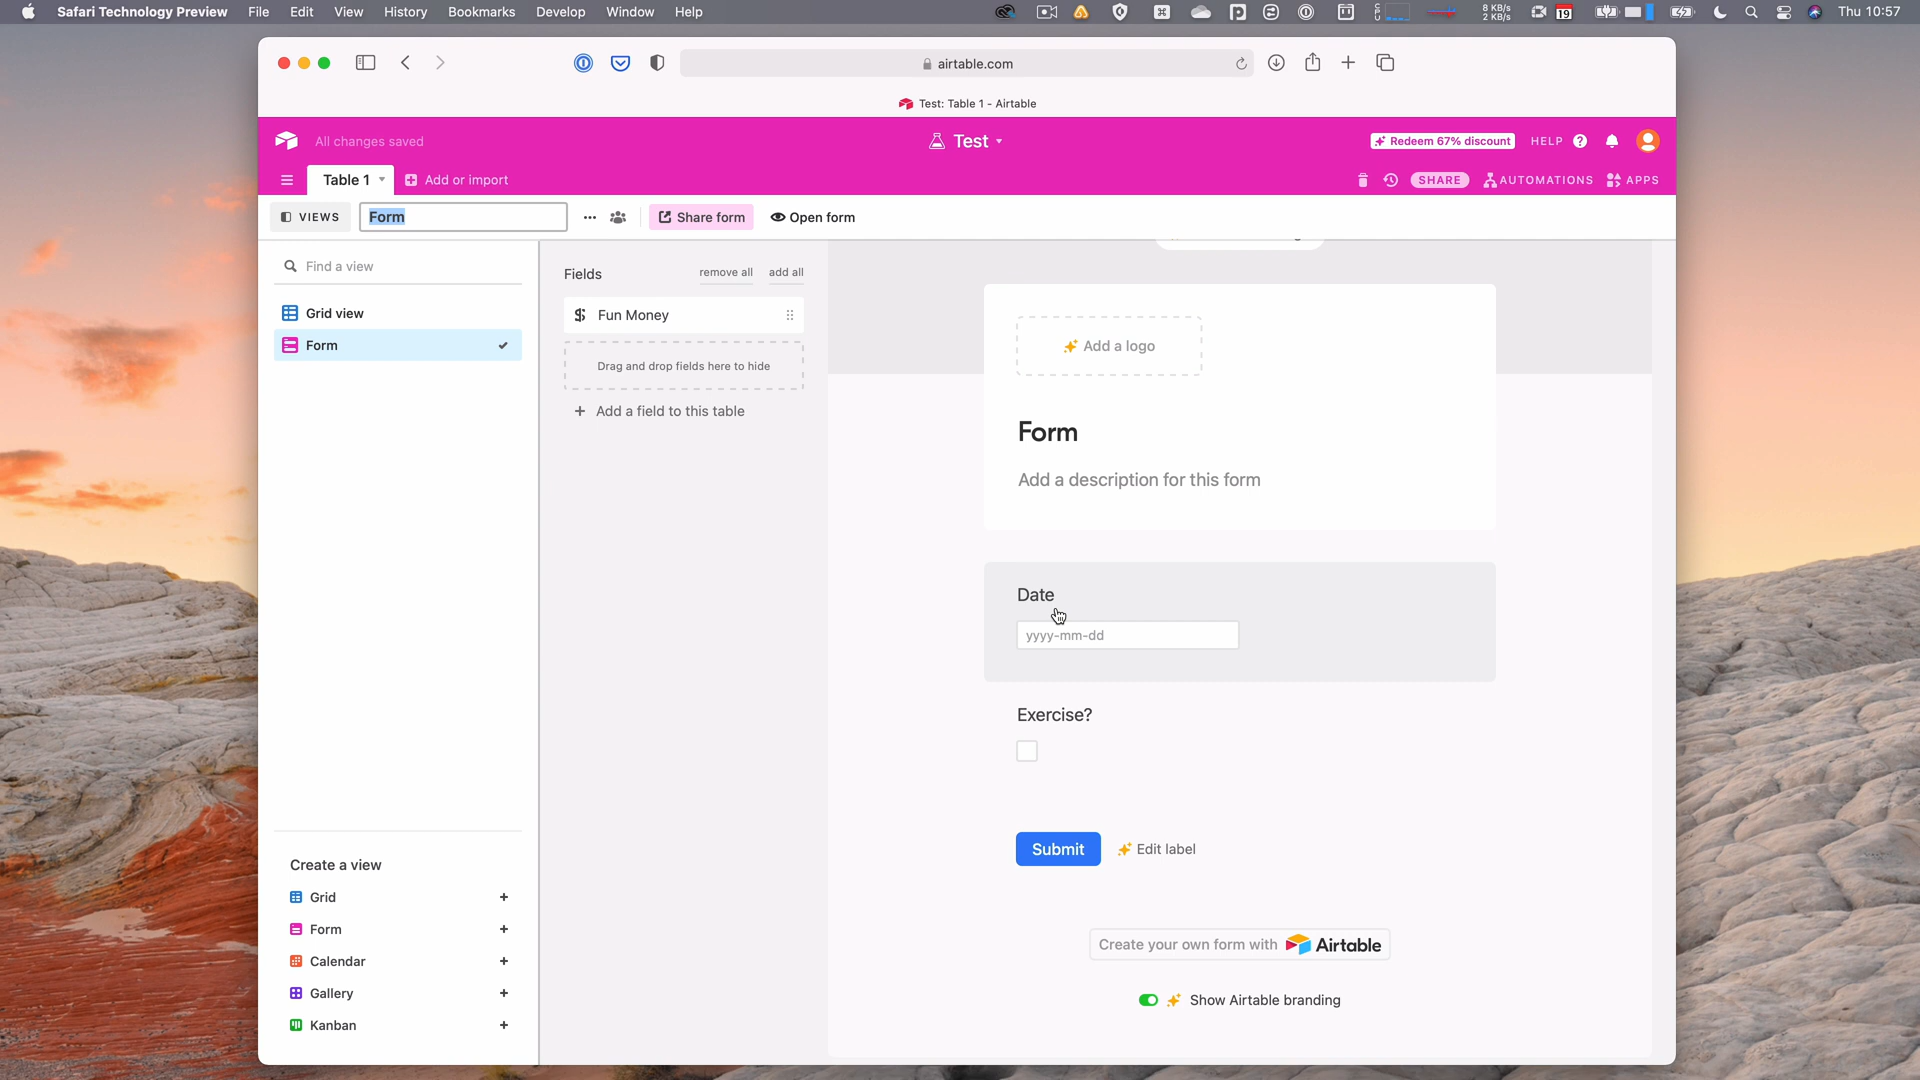 Safari Technology Preview File Edit View History Bookmarks Develop Window Help
8 KB/s
2 KB/s
19
Thu 10:57
airtable.com
Test: Table 1 - Airtable
All changes saved
Test
Redeem 67% discount
HELP
Table 1
Add or import
SHARE
AUTOMATIONS
APPS
VIEWS
Form
Share form
Open form
Find a view
Grid view
Form
Create a view
Grid
Form
Calendar
Gallery
Kanban
Fields
remove all
add all
Fun Money
Drag and drop fields here to hide
Add a field to this table
Add a logo
Form
Add a description for this form
Date
yyyy-mm-dd
Exercise?
Submit
Edit label
Create your own form with Airtable
Show Airtable branding